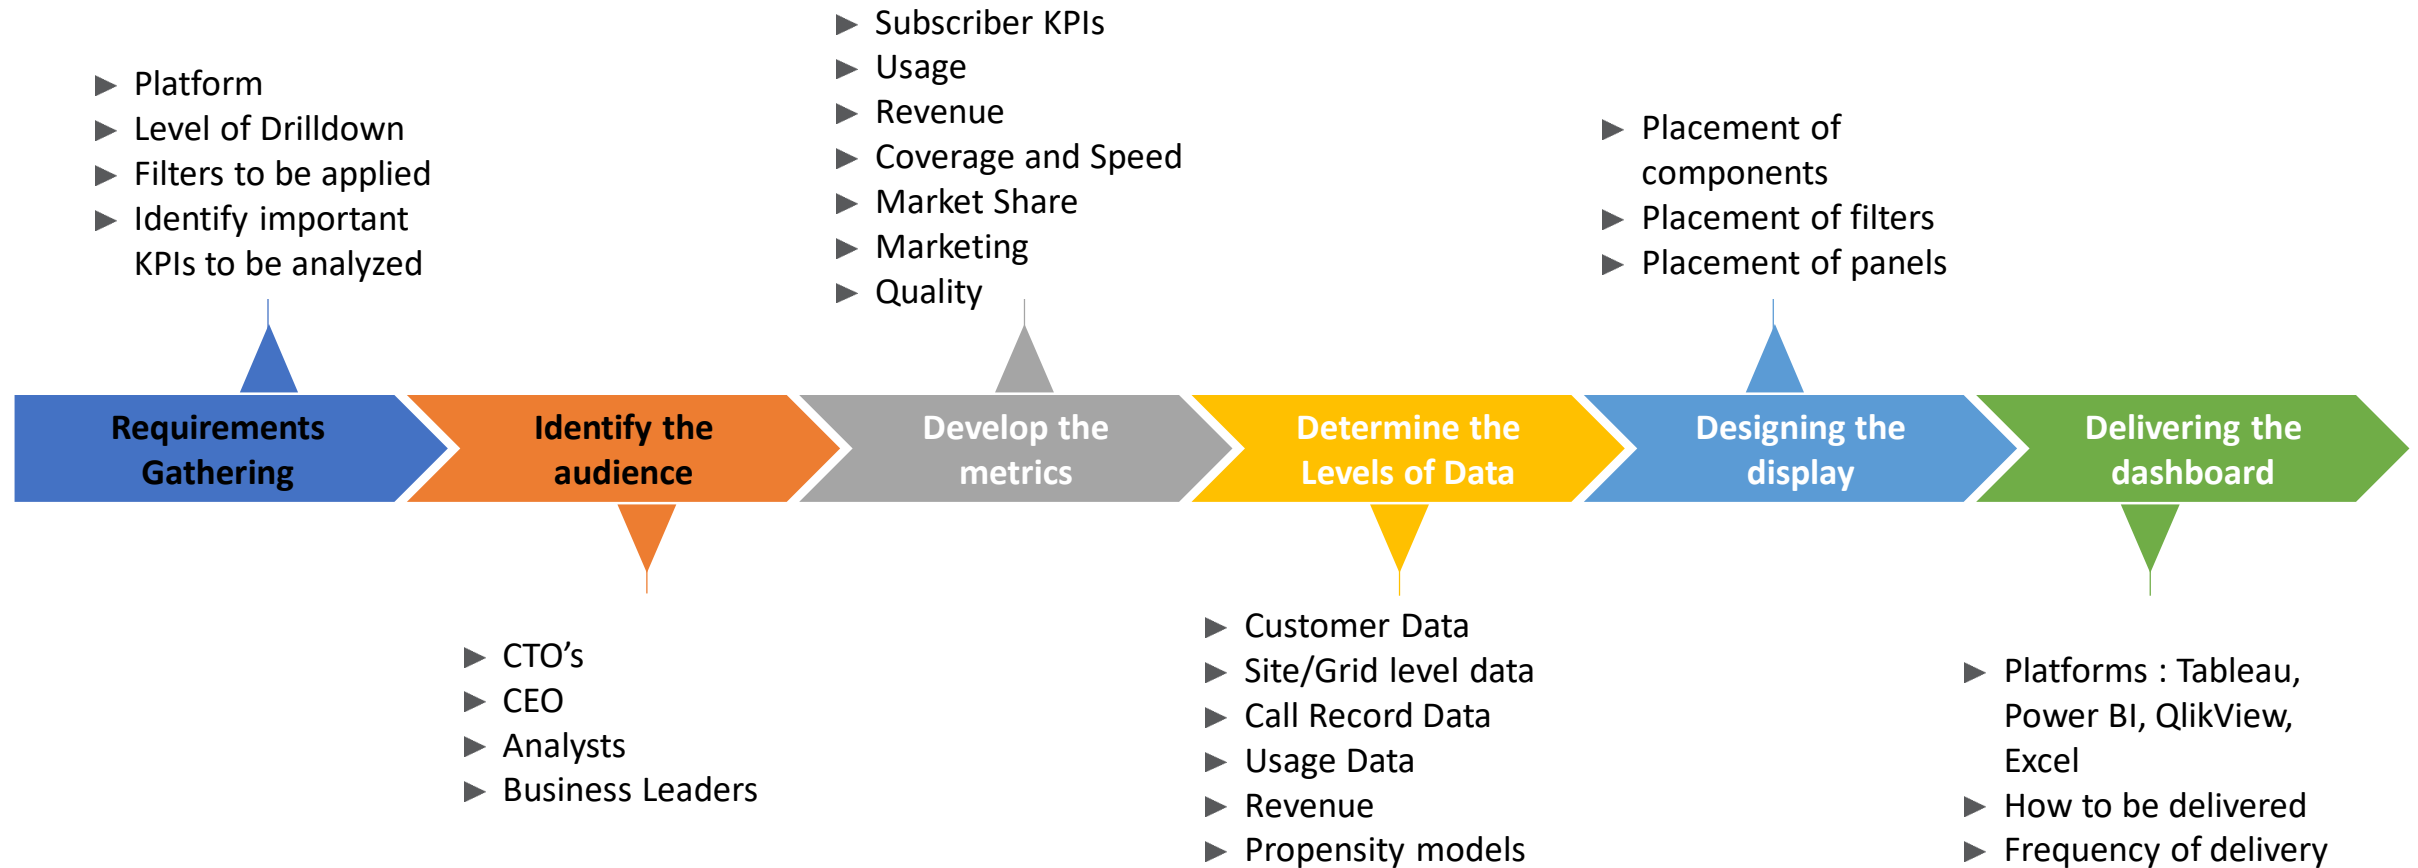 Platform
Level of Drilldown
Filters to be applied
Identify important
KPIs to be analyzed
Subscriber KPIs
Usage
Revenue
Coverage and Speed
Market Share
Marketing
Quality
Placement of
components
Placement of filters
Placement of panels
Requirements
Gathering
Identify the
audience
Develop the
metrics
Determine the
Levels of Data
Designing the
display
Delivering the
dashboard
CTO’s
CEO
Analysts
Business Leaders
Customer Data
Site/Grid level data
Call Record Data
Usage Data
Revenue
Propensity models
Platforms : Tableau,
Power BI, QlikView,
Excel
How to be delivered
Frequency of delivery